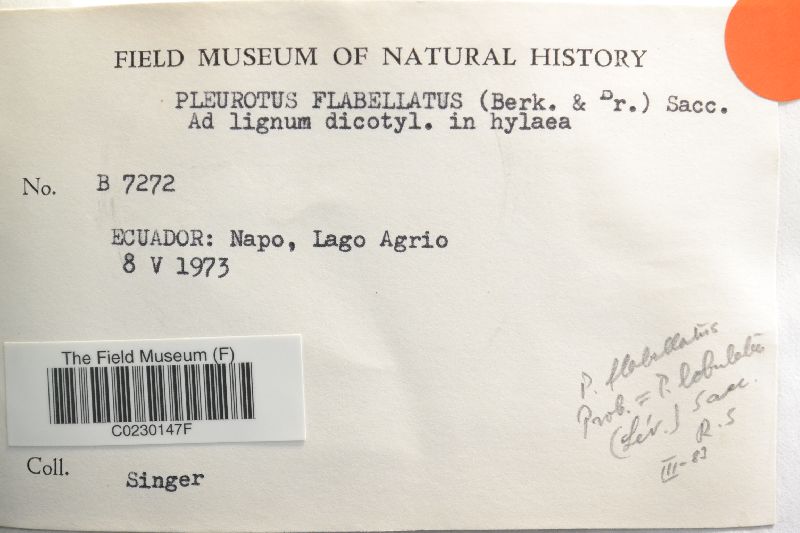 FIELD MUSEUM OF NATURAL HISTORY
PLEUROTUS FLABELLATUS (Berk. & Br.) Sacc.
Ad lignum dicotyl. in hylaea
No. B 7272
ECUADOR: Napo, Lago Agrio
8 V 1973
The Field Museum (F)
C0230147F
Coll. Singer
P. flabellatus
Prob. = P. lobulatus
(Lév.) Sacc.
R. S
III-83